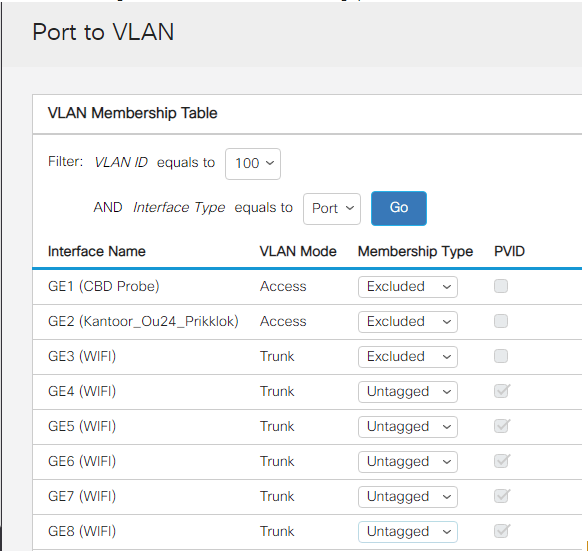 Port to VLAN
VLAN Membership Table
Filter: VLAN ID equals to 100
AND Interface Type equals to Port Go
Interface Name VLAN Mode Membership Type PVID
GE1 (CBD Probe) Access Excluded
GE2 (Kantoor_Ou24_Prikklok) Access Excluded
GE3 (WIFI) Trunk Excluded
GE4 (WIFI) Trunk Untagged
GE5 (WIFI) Trunk Untagged
GE6 (WIFI) Trunk Untagged
GE7 (WIFI) Trunk Untagged
GE8 (WIFI) Trunk Untagged